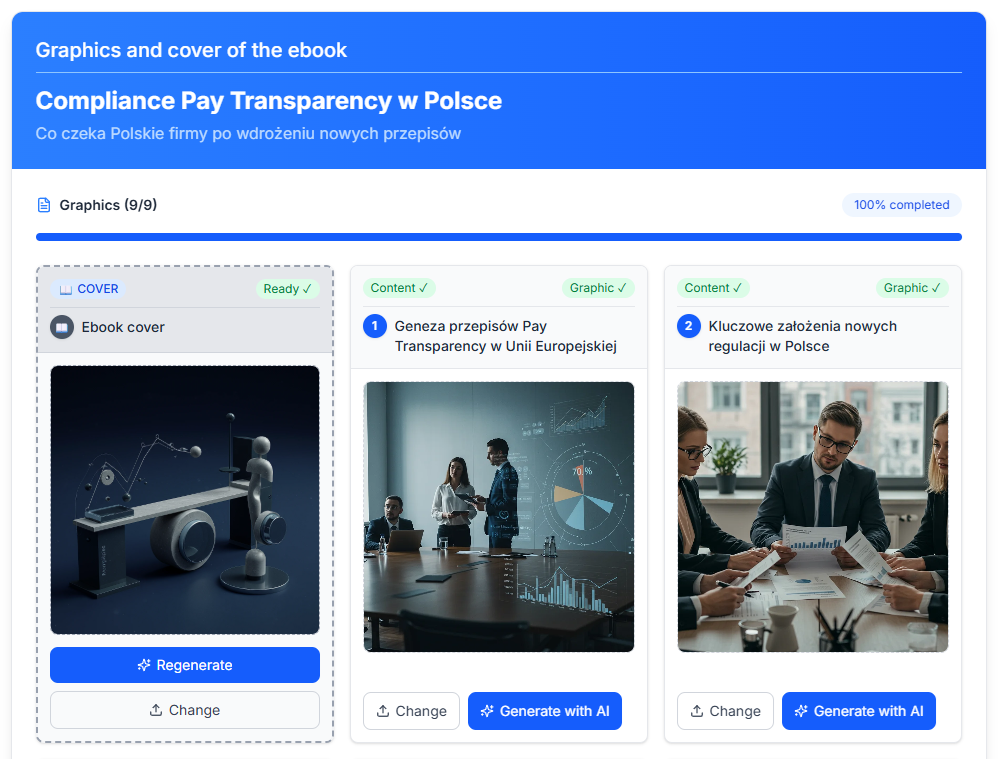 Graphics and cover of the ebook
Compliance Pay Transparency w Polsce
Co czeka Polskie firmy po wdrożeniu nowych przepisów
Graphics (9/9)
100% completed
COVER
Ready ✓
Ebook cover
Regenerate
Change
Content ✓
Graphic ✓
1
Geneza przepisów Pay
Transparency w Unii Europejskiej
70.%
Change
Generate with AI
Content ✓
Graphic ✓
2
Kluczowe założenia nowych
regulacji w Polsce
Change
Generate with AI